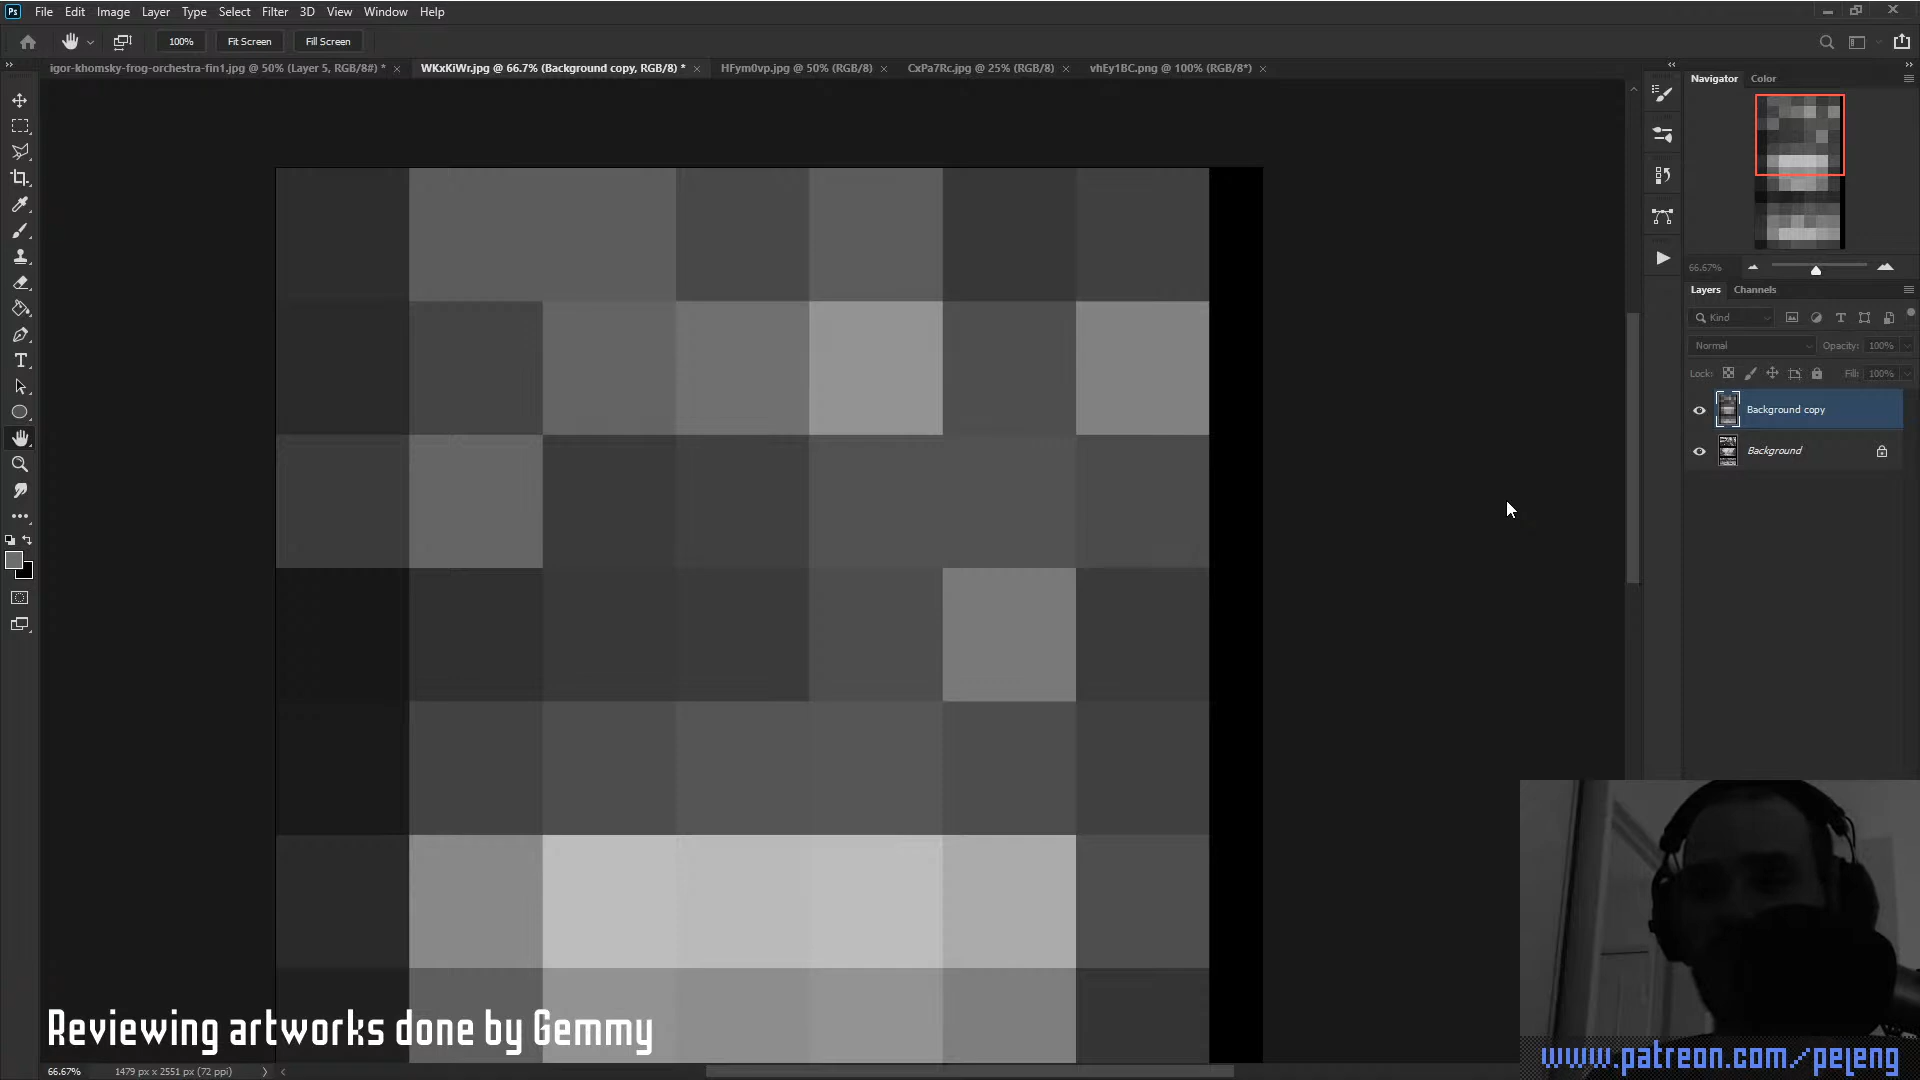 Ps File Edit Image Layer Type Select Filter 3D View Window Help
100% Fit Screen Fill Screen
igor-khomsky-frog-orchestra-fin1.jpg @ 50% (Layer 5, RGB/8#) * WKxKiWr.jpg @ 66.7% (Background copy, RGB/8) * HFym0vp.jpg @ 50% (RGB/8) CxPa7Rc.jpg @ 25% (RGB/8) vhEy1BC.png @ 100% (RGB/8*)
Navigator Color
66.67%
Layers Channels
Kind
Normal Opacity: 100%
Lock: Fill: 100%
Background copy
Background
Reviewing artworks done by Gemmy
www.patreon.com/peleng
66.67% 1479 px x 2551 px (72 ppi)